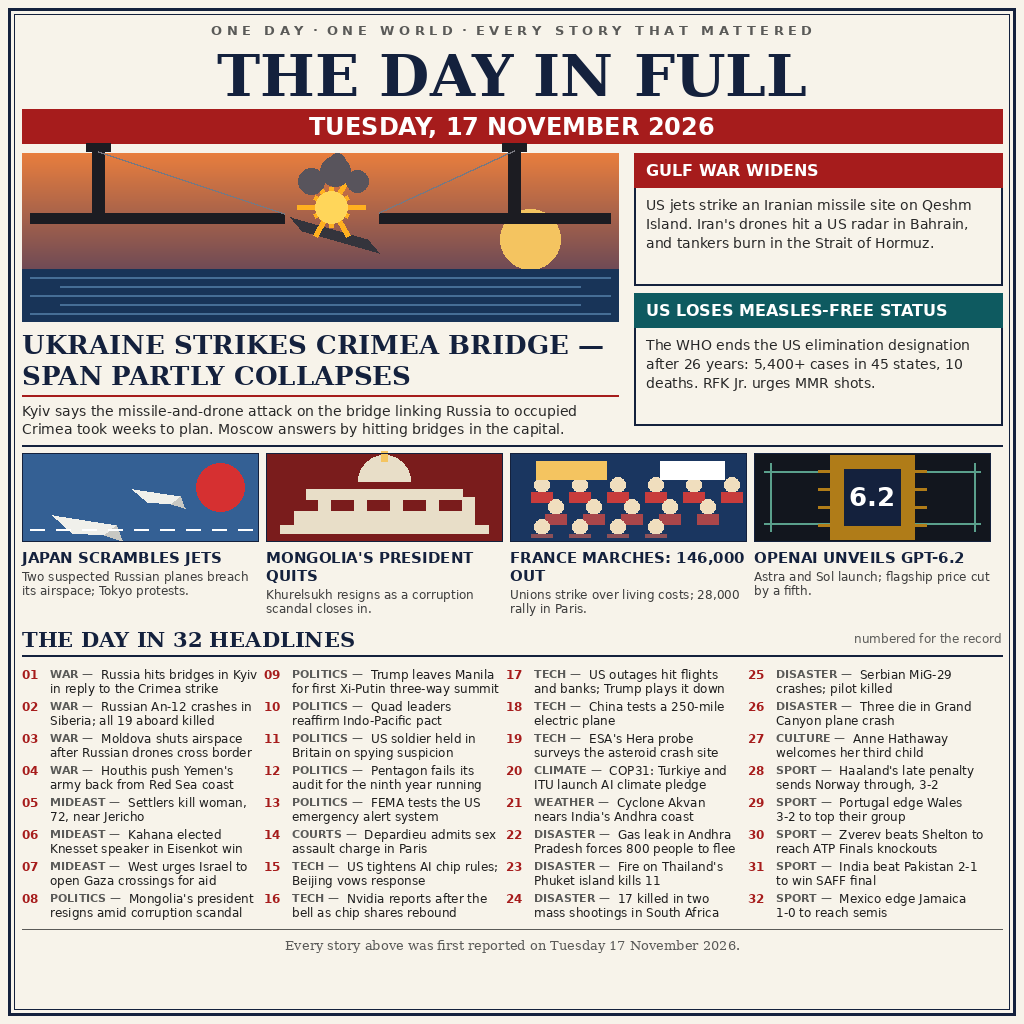 ONE DAY · ONE WORLD · EVERY STORY THAT MATTERED
THE DAY IN FULL
TUESDAY, 17 NOVEMBER 2026
UKRAINE STRIKES CRIMEA BRIDGE —
SPAN PARTLY COLLAPSES
Kyiv says the missile-and-drone attack on the bridge linking Russia to occupied
Crimea took weeks to plan. Moscow answers by hitting bridges in the capital.
GULF WAR WIDENS
US jets strike an Iranian missile site on Qeshm
Island. Iran's drones hit a US radar in Bahrain,
and tankers burn in the Strait of Hormuz.
US LOSES MEASLES-FREE STATUS
The WHO ends the US elimination designation
after 26 years: 5,400+ cases in 45 states, 10
deaths. RFK Jr. urges MMR shots.
JAPAN SCRAMBLES JETS
Two suspected Russian planes breach
its airspace; Tokyo protests.
MONGOLIA'S PRESIDENT
QUITS
Khurelsukh resigns as a corruption
scandal closes in.
FRANCE MARCHES: 146,000
OUT
Unions strike over living costs; 28,000
rally in Paris.
6.2
OPENAI UNVEILS GPT-6.2
Astra and Sol launch; flagship price cut
by a fifth.
THE DAY IN 32 HEADLINES
numbered for the record
01 WAR — Russia hits bridges in Kyiv
in reply to the Crimea strike
02 WAR — Russian An-12 crashes in
Siberia; all 19 aboard killed
03 WAR — Moldova shuts airspace
after Russian drones cross border
04 WAR — Houthis push Yemen's
army back from Red Sea coast
05 MIDEAST — Settlers kill woman,
72, near Jericho
06 MIDEAST — Kahana elected
Knesset speaker in Eisenkot win
07 MIDEAST — West urges Israel to
open Gaza crossings for aid
08 POLITICS — Mongolia's president
resigns amid corruption scandal
09 POLITICS — Trump leaves Manila
for first Xi-Putin three-way summit
10 POLITICS — Quad leaders
reaffirm Indo-Pacific pact
11 POLITICS — US soldier held in
Britain on spying suspicion
12 POLITICS — Pentagon fails its
audit for the ninth year running
13 POLITICS — FEMA tests the US
emergency alert system
14 COURTS — Depardieu admits sex
assault charge in Paris
15 TECH — US tightens AI chip rules;
Beijing vows response
16 TECH — Nvidia reports after the
bell as chip shares rebound
17 TECH — US outages hit flights
and banks; Trump plays it down
18 TECH — China tests a 250-mile
electric plane
19 TECH — ESA's Hera probe
surveys the asteroid crash site
20 CLIMATE — COP31: Turkiye and
ITU launch AI climate pledge
21 WEATHER — Cyclone Akvan
nears India's Andhra coast
22 DISASTER — Gas leak in Andhra
Pradesh forces 800 people to flee
23 DISASTER — Fire on Thailand's
Phuket island kills 11
24 DISASTER — 17 killed in two
mass shootings in South Africa
25 DISASTER — Serbian MiG-29
crashes; pilot killed
26 DISASTER — Three die in Grand
Canyon plane crash
27 CULTURE — Anne Hathaway
welcomes her third child
28 SPORT — Haaland's late penalty
sends Norway through, 3-2
29 SPORT — Portugal edge Wales
3-2 to top their group
30 SPORT — Zverev beats Shelton to
reach ATP Finals knockouts
31 SPORT — India beat Pakistan 2-1
to win SAFF final
32 SPORT — Mexico edge Jamaica
1-0 to reach semis
Every story above was first reported on Tuesday 17 November 2026.